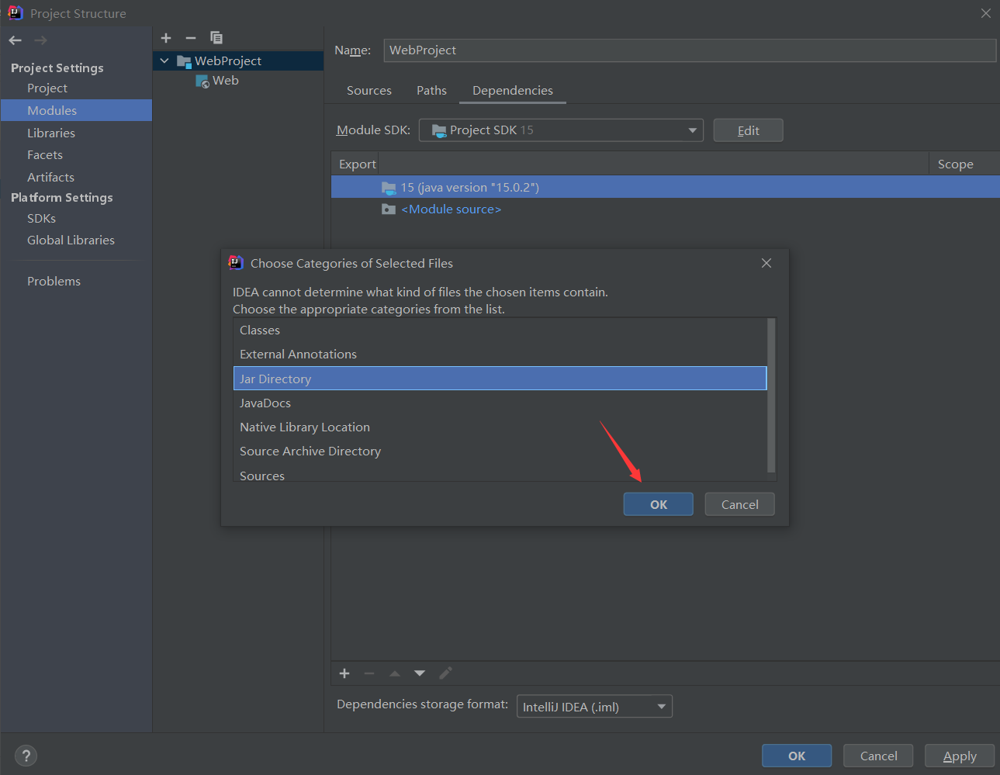 Project Structure
Project Settings
Project
Modules
Libraries
Facets
Artifacts
Platform Settings
SDKs
Global Libraries
Problems
WebProject
Web
Name: WebProject
Sources Paths Dependencies
Module SDK: Project SDK 15 Edit
Export Scope
15 (java version "15.0.2")
<Module source>
Choose Categories of Selected Files
IDEA cannot determine what kind of files the chosen items contain.
Choose the appropriate categories from the list.
Classes
External Annotations
Jar Directory
JavaDocs
Native Library Location
Source Archive Directory
Sources
OK Cancel
Dependencies storage format: IntelliJ IDEA (.iml)
? OK Cancel Apply